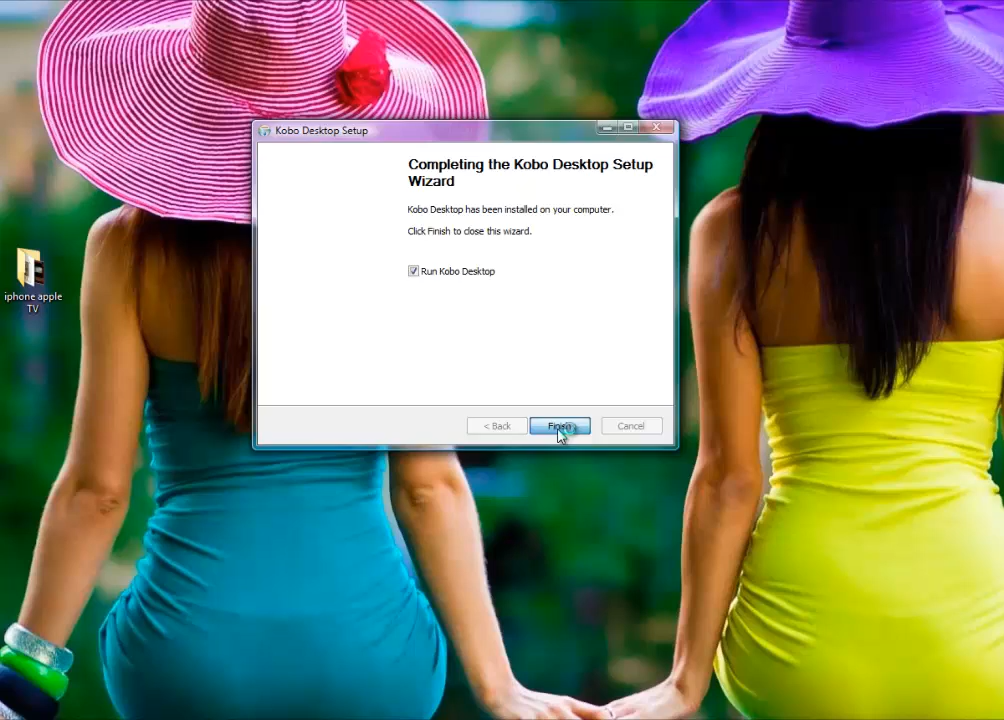 Kobo Desktop Setup
Completing the Kobo Desktop Setup
Wizard
Kobo Desktop has been installed on your computer.
Click Finish to close this wizard.
Run Kobo Desktop
iphone apple
TV
< Back
Finish
Cancel